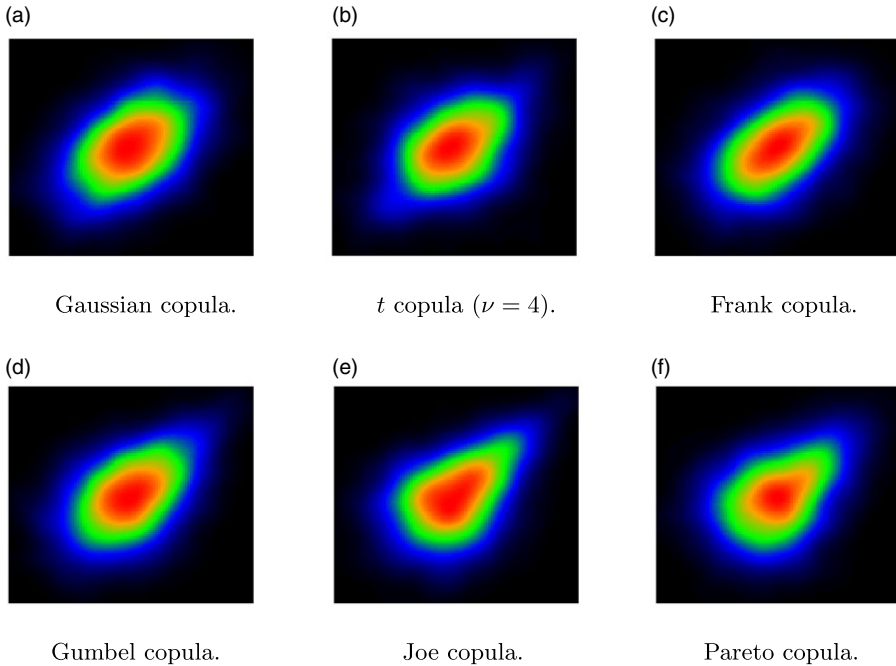 (a)
(b)
(c)
Gaussian copula.
t copula (ν = 4).
Frank copula.
(d)
(e)
(f)
Gumbel copula.
Joe copula.
Pareto copula.